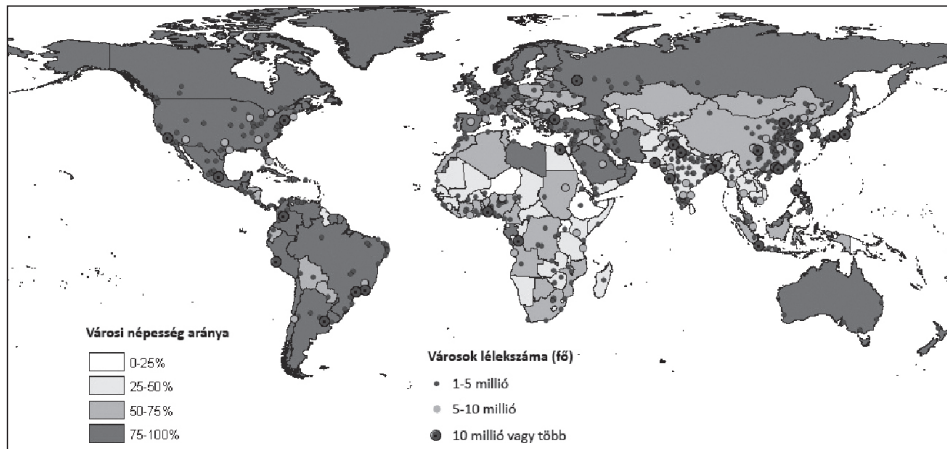 Városi népesség aránya
0-25%
25-50%
50-75%
75-100%
Városok lélekszáma (fő)
1-5 millió
5-10 millió
10 millió vagy több